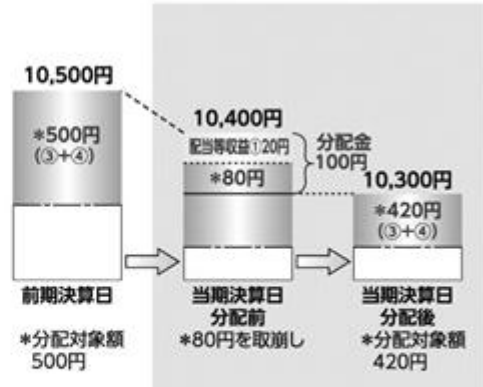 10,500円
*500円
(③+④)
前期決算日
*分配対象額
500円
10,400円
配当等収益①20円
*80円
分配金
100円
当期決算日
分配前
*80円を取崩し
10,300円
*420円
(③+④)
当期決算日
分配後
*分配対象額
420円